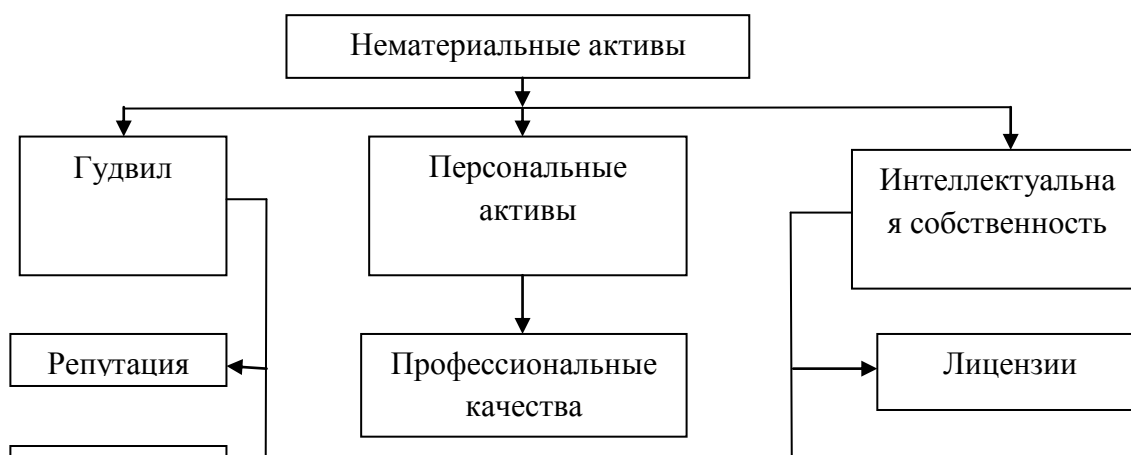 Нематериальные активы
Гудвил
Персональные
активы
Интеллектуальна
я собственность
Репутация
Профессиональные
качества
Лицензии